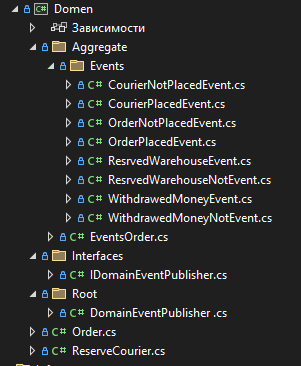 Domen
Зависимости
Aggregate
Events
CourierNotPlacedEvent.cs
CourierPlacedEvent.cs
OrderNotPlacedEvent.cs
OrderPlacedEvent.cs
ResrvedWarehouseEvent.cs
ResrvedWarehouseNotEvent.cs
WithdrawedMoneyEvent.cs
WithdrawedMoneyNotEvent.cs
EventsOrder.cs
Interfaces
IDomainEventPublisher.cs
Root
DomainEventPublisher .cs
Order.cs
ReserveCourier.cs